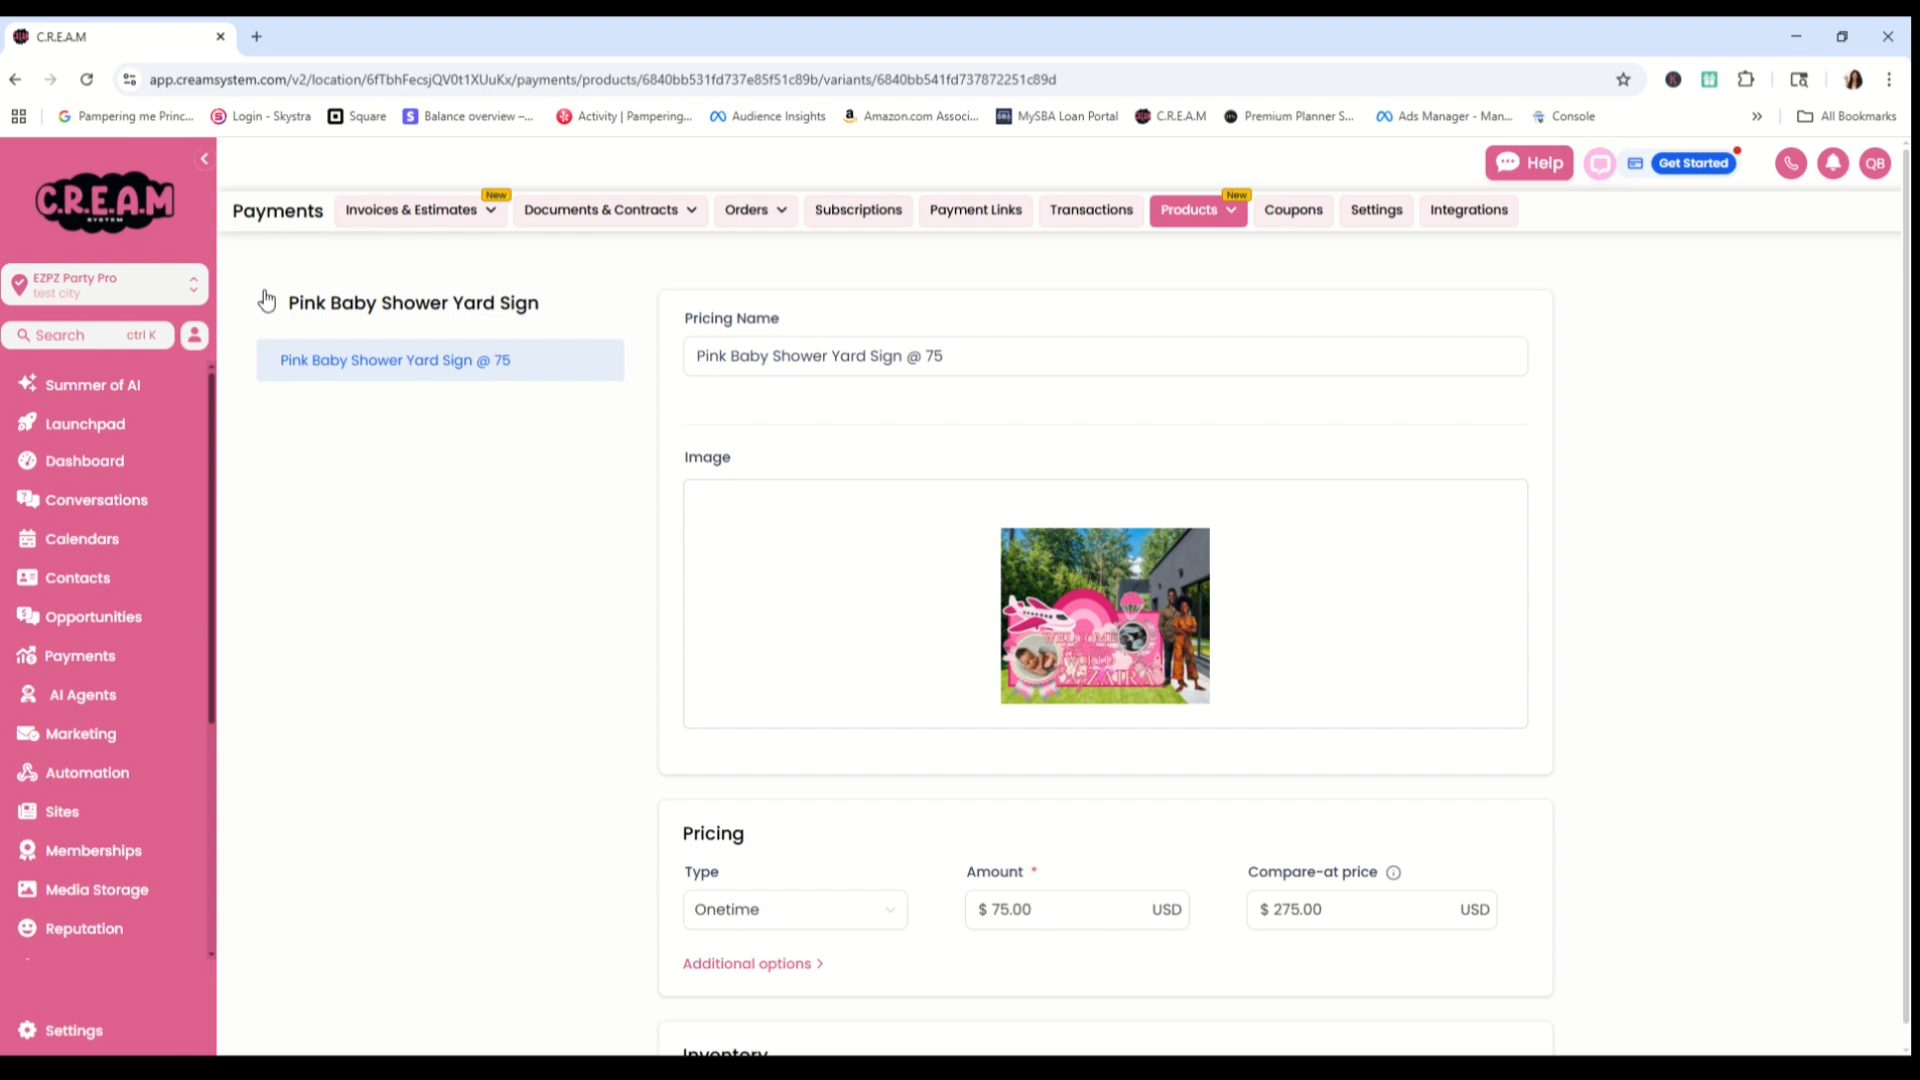 C.R.E.A.M
app.creamsystem.com/v2/location/6fTbhFecsjQV0t1XUuKx/payments/products/6840bb531fd737e85f51c89b/variants/6840bb541fd737872251c89d
Pampering me Princ...
Login - Skystra
Square
Balance overview –...
Activity | Pampering...
Audience Insights
Amazon.com Associ...
MySBA Loan Portal
C.R.E.A.M
Premium Planner S...
Ads Manager - Man...
Console
All Bookmarks
C.R.E.A.M
SYSTEM
Help
Get Started
QB
Payments
Invoices & Estimates
New
Documents & Contracts
Orders
Subscriptions
Payment Links
Transactions
Products
New
Coupons
Settings
Integrations
EZPZ Party Pro
test city
Search
ctrl K
Summer of AI
Launchpad
Dashboard
Conversations
Calendars
Contacts
Opportunities
Payments
AI Agents
Marketing
Automation
Sites
Memberships
Media Storage
Reputation
Settings
Pink Baby Shower Yard Sign
Pink Baby Shower Yard Sign @ 75
Pricing Name
Pink Baby Shower Yard Sign @ 75
Image
WELCOME
WORLD
ZAIRA
Pricing
Type
Amount *
Compare-at price
Onetime
$ 75.00 USD
$ 275.00 USD
Additional options >
Inventory